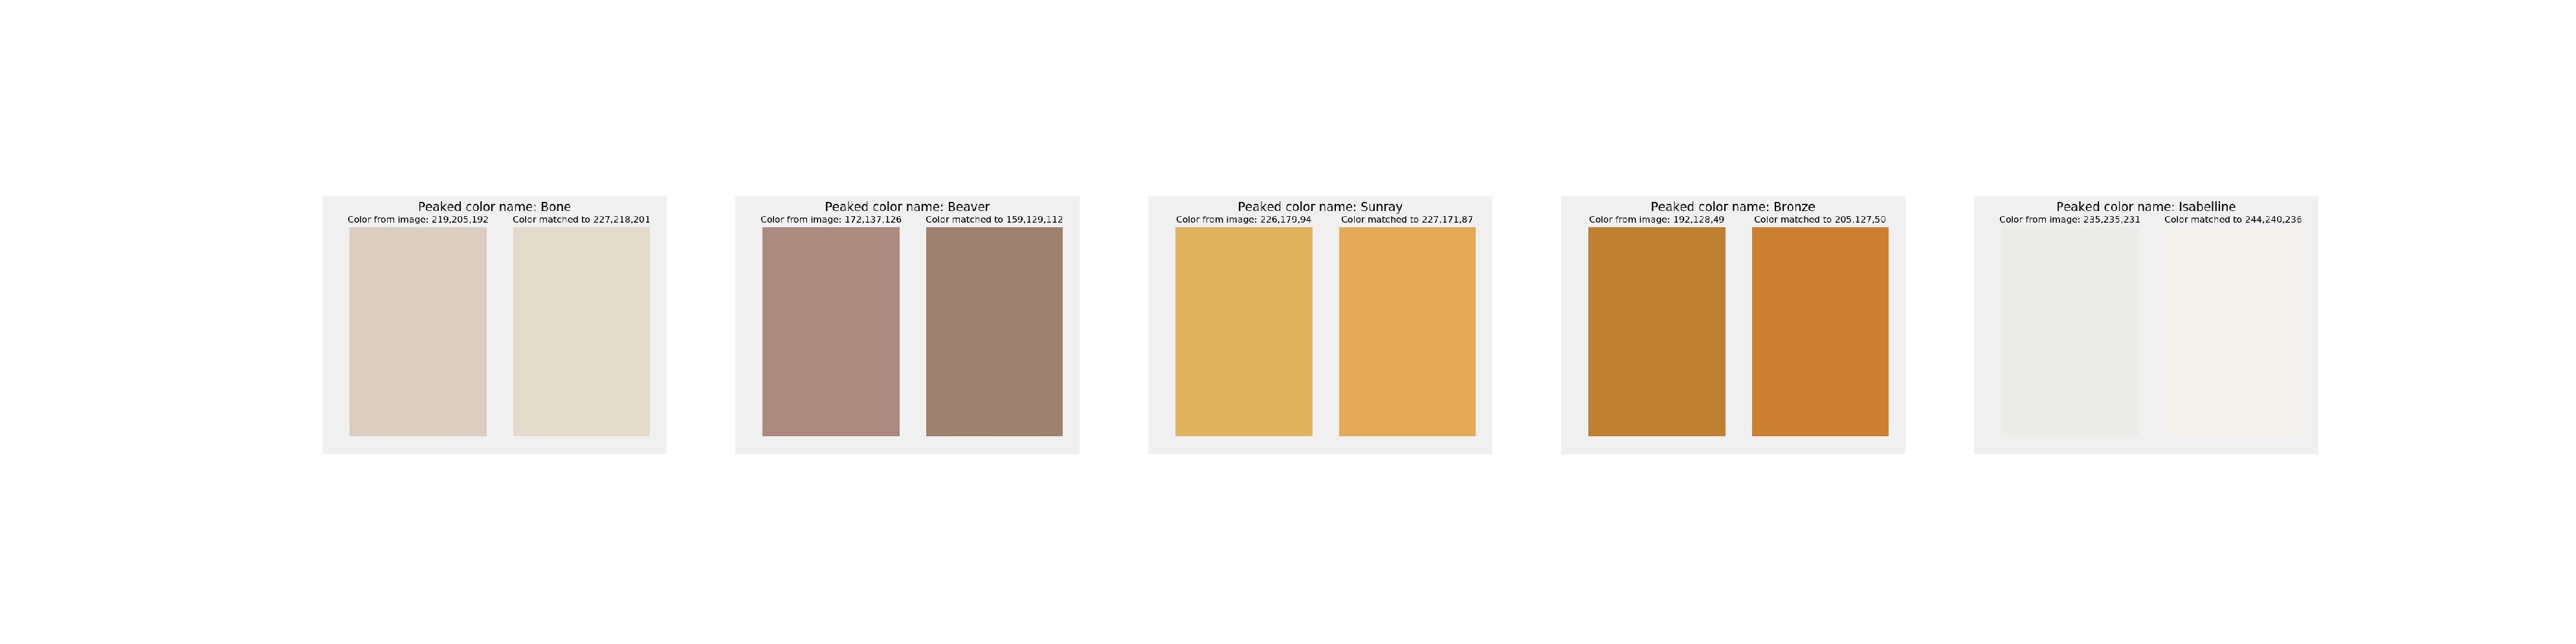 Peaked color name: Bone
Color from image: 219,205,192
Color matched to 227,218,201
Peaked color name: Beaver
Color from image: 172,137,126
Color matched to 159,129,112
Peaked color name: Sunray
Color from image: 226,179,94
Color matched to 227,171,87
Peaked color name: Bronze
Color from image: 192,128,49
Color matched to 205,127,50
Peaked color name: Isabelline
Color from image: 235,235,231
Color matched to 244,240,236